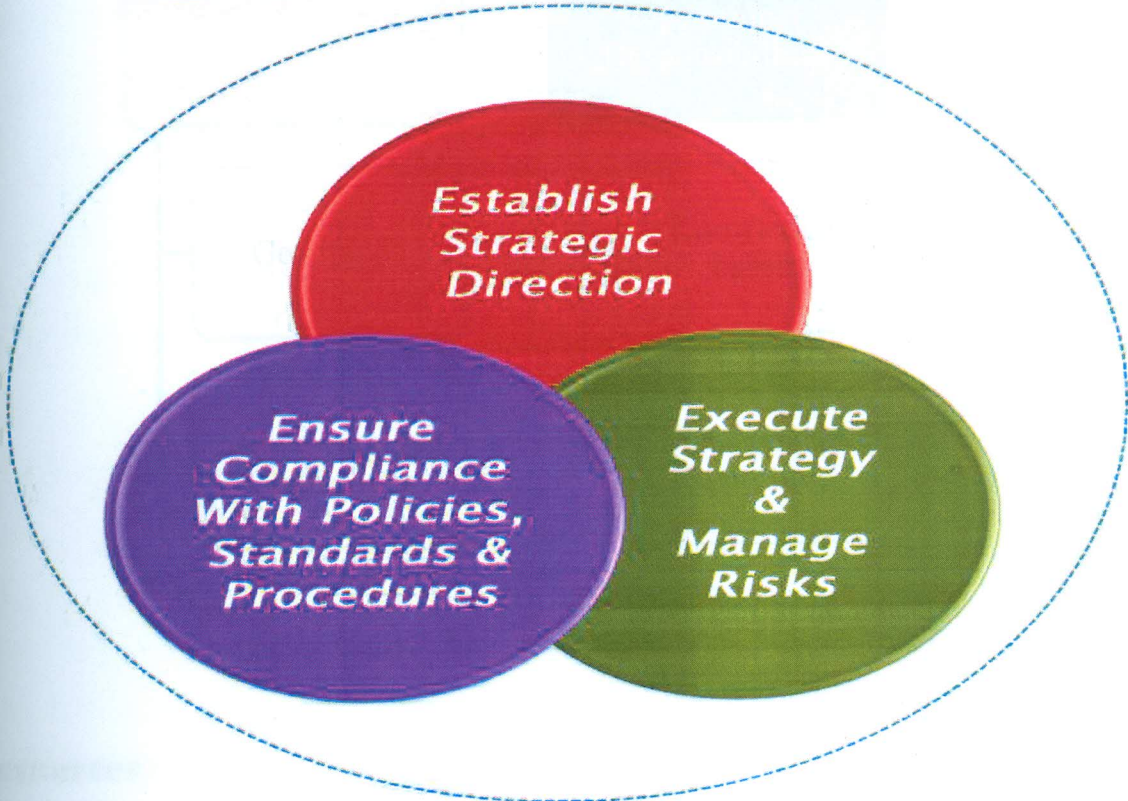 Establish
Strategic
Direction
Ensure
Compliance
With Policies,
Standards &
Procedures
Execute
Strategy
&
Manage
Risks